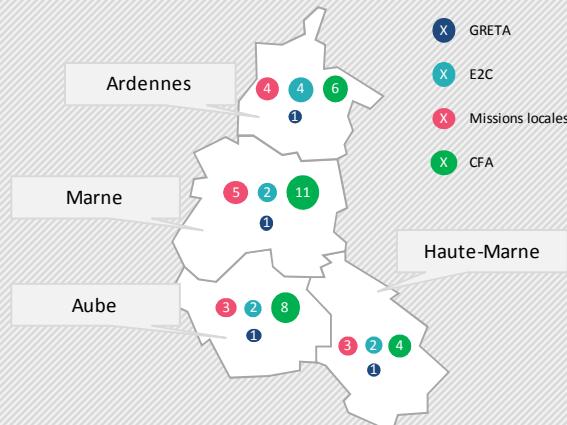 X GRETA
X E2C
X Missions locales
X CFA
Ardennes
4 4 6
1
Marne
5 2 11
1
Haute-Marne
Aube
3 2 8
1
3 2 4
1